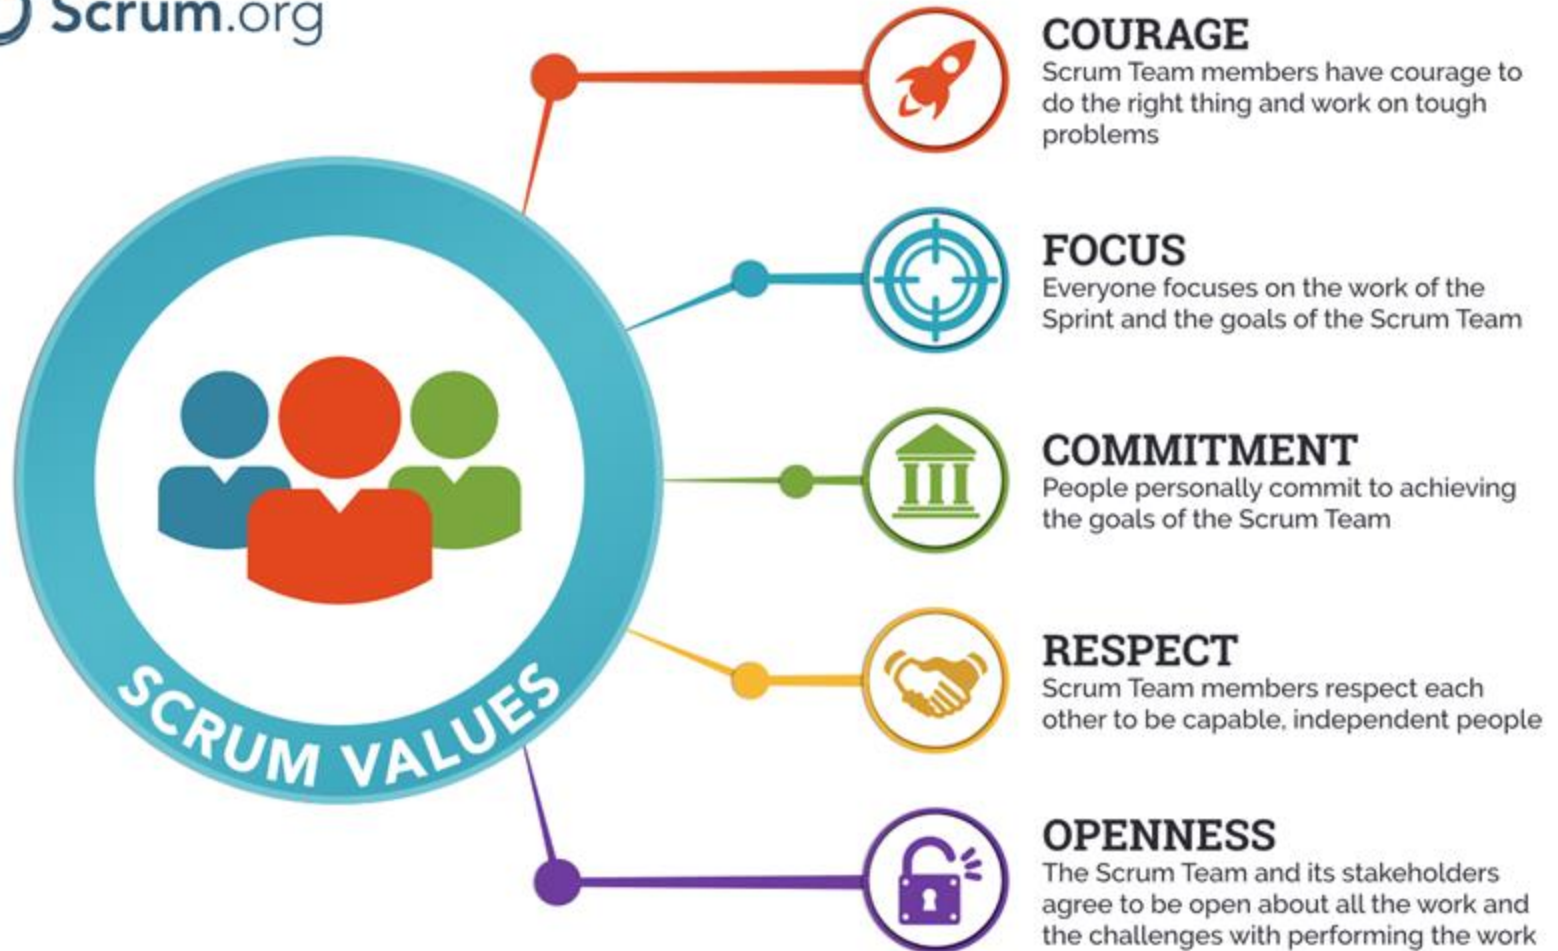 Scrum.org
COURAGE
Scrum Team members have courage to
do the right thing and work on tough
problems
FOCUS
Everyone focuses on the work of the
Sprint and the goals of the Scrum Team
COMMITMENT
People personally commit to achieving
the goals of the Scrum Team
RESPECT
Scrum Team members respect each
other to be capable, independent people
OPENNESS
The Scrum Team and its stakeholders
agree to be open about all the work and
the challenges with performing the work
SCRUM VALUES